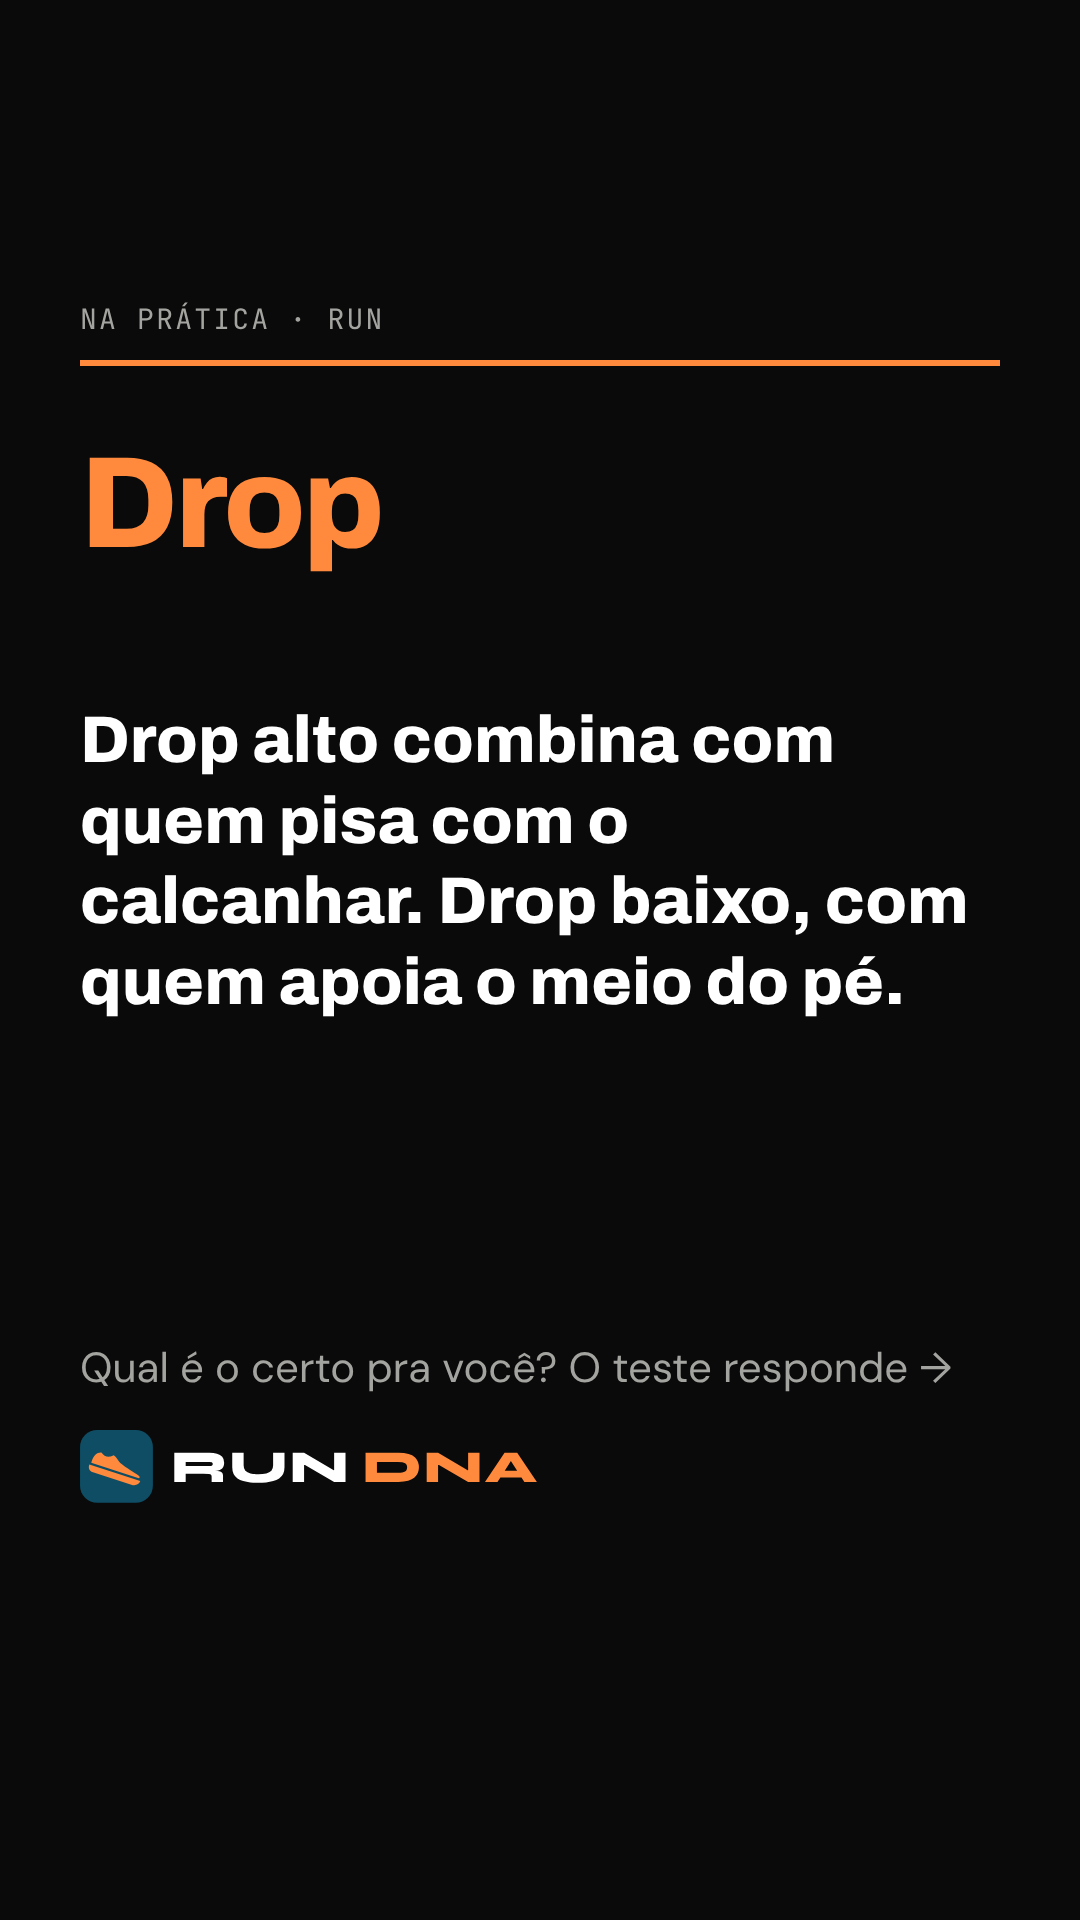 NA PRÁTICA · RUN
Drop
Drop alto combina com
quem pisa com o
calcanhar. Drop baixo, com
quem apoia o meio do pé.
Qual é o certo pra você? O teste responde →
RUN DNA